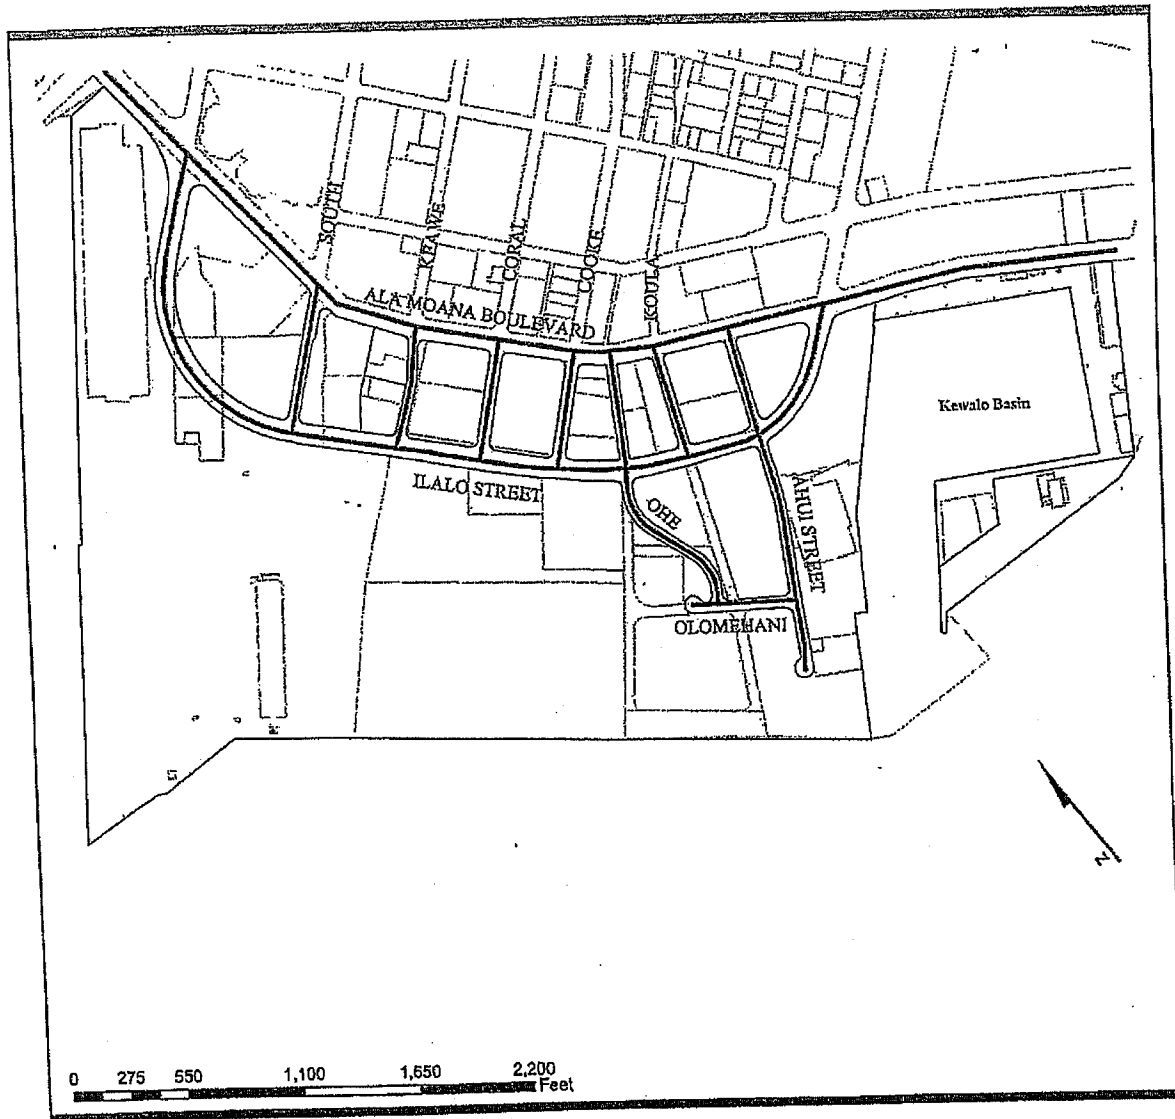 SOUTH
KEAWE
CORAL
COOKE
KOULA
ALA MOANA BOULEVARD
Kewalo Basin
ILALO STREET
OHE
AHUI STREET
OLOMEHANI
N
0 275 550 1,100 1,650 2,200
Feet